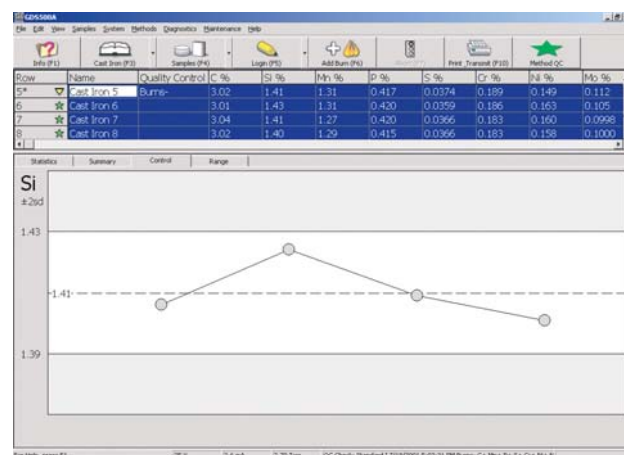 GDS500A
File Edit View Samples System Methods Diagnostics Maintenance Help
Info (F1) Cast Iron (F3) Samples (F4) Login (F5) Add Burn (F6) Print_Transmit (F10) Method QC
Row Name Quality Control C % Si % Mn % P % S % Cr % Ni % Mo %
5* Cast Iron 5 Burns- 3.02 1.41 1.31 0.417 0.0374 0.189 0.149 0.112
6 Cast Iron 6 3.01 1.43 1.31 0.420 0.0359 0.186 0.163 0.105
7 Cast Iron 7 3.04 1.41 1.27 0.420 0.0366 0.183 0.160 0.0998
8 Cast Iron 8 3.02 1.40 1.29 0.415 0.0366 0.183 0.158 0.1000
Statistics Summary Control Range
Si
±2sd
1.43
1.41
1.39